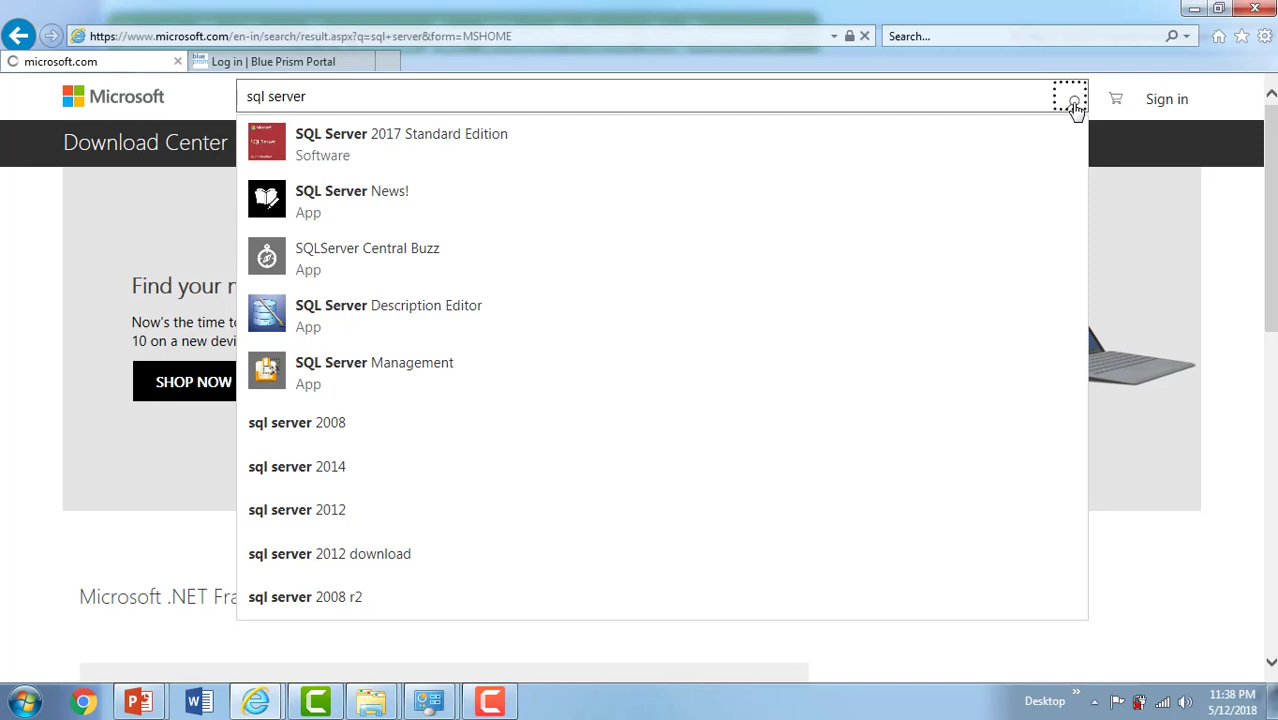 https://www.microsoft.com/en-in/search/result.aspx?q=sql+server&form=MSHOME
Search...
microsoft.com
blue prism
Log in | Blue Prism Portal
Microsoft
sql server
Sign in
Download Center
SQL Server 2017 Standard Edition
Software
SQL Server News!
App
SQLServer Central Buzz
App
Find your n
Now's the time to
10 on a new devi
SHOP NOW
SQL Server Description Editor
App
SQL Server Management
App
sql server 2008
sql server 2014
sql server 2012
sql server 2012 download
sql server 2008 r2
Microsoft .NET Fra
Desktop
11:38 PM
5/12/2018